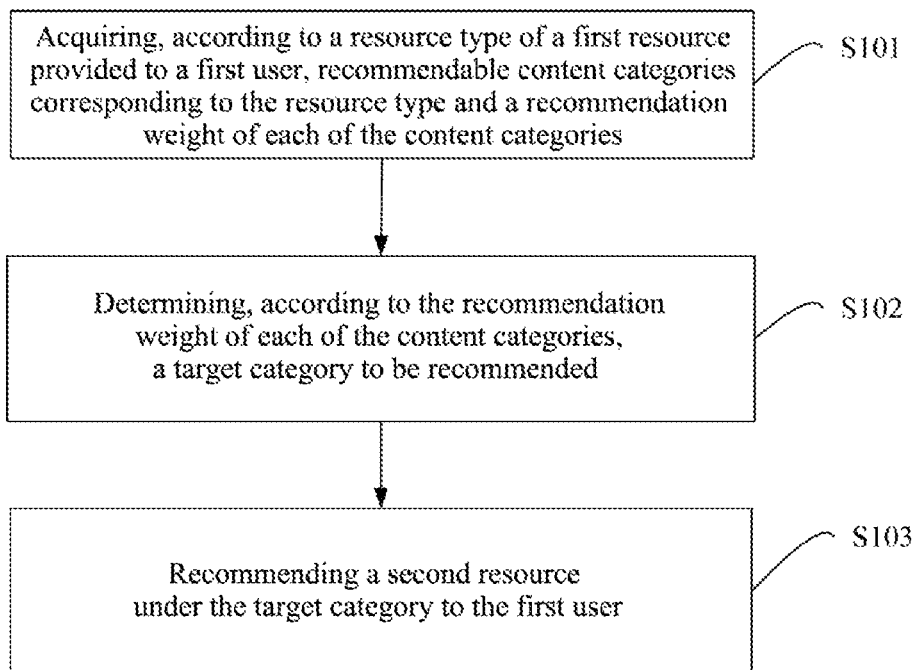 Acquiring, according to a resource type of a first resource
provided to a first user, recommendable content categories
corresponding to the resource type and a recommendation
weight of each of the content categories
S101
Determining, according to the recommendation
weight of each of the content categories,
a target category to be recommended
S102
Recommending a second resource
under the target category to the first user
S103